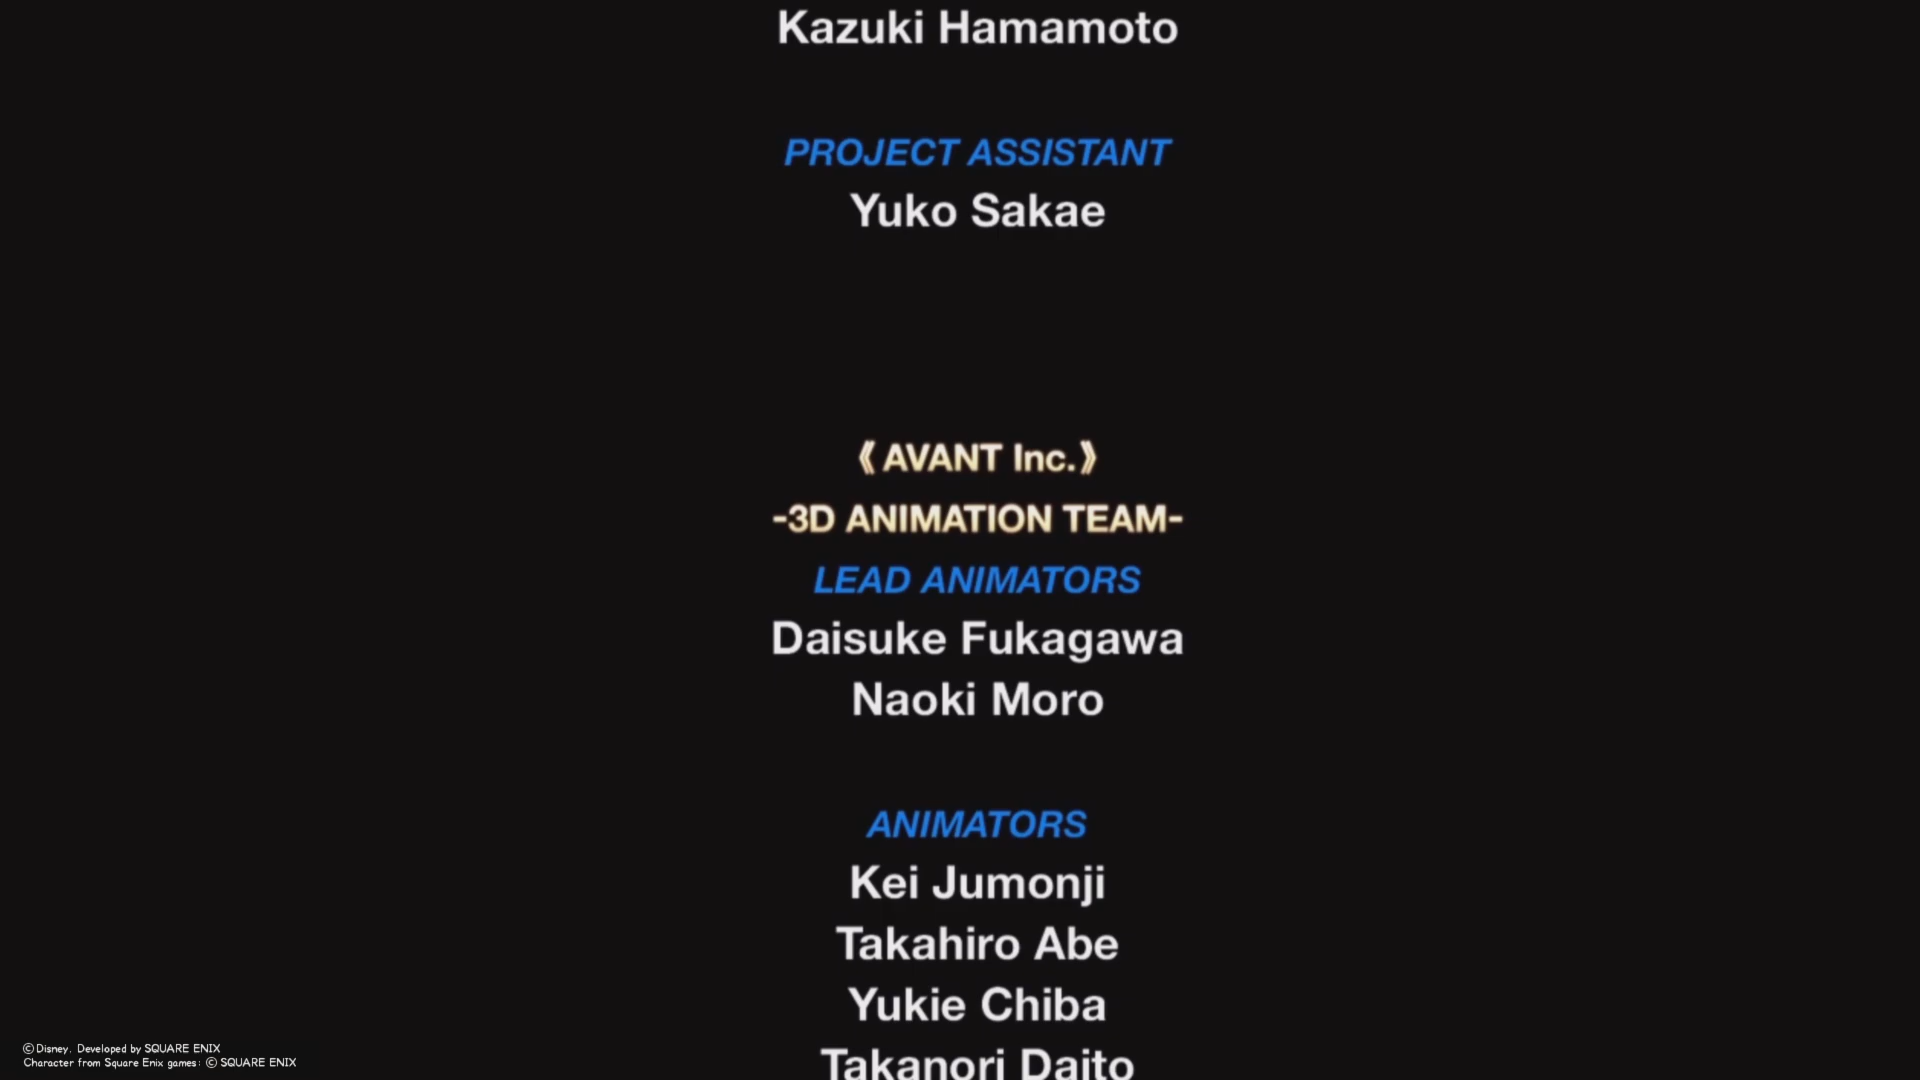 Kazuki Hamamoto
PROJECT ASSISTANT
Yuko Sakae
《AVANT Inc.》
-3D ANIMATION TEAM-
LEAD ANIMATORS
Daisuke Fukagawa
Naoki Moro
ANIMATORS
Kei Jumonji
Takahiro Abe
Yukie Chiba
Takanori Daito
©Disney. Developed by SQUARE ENIX
Character from Square Enix games: © SQUARE ENIX